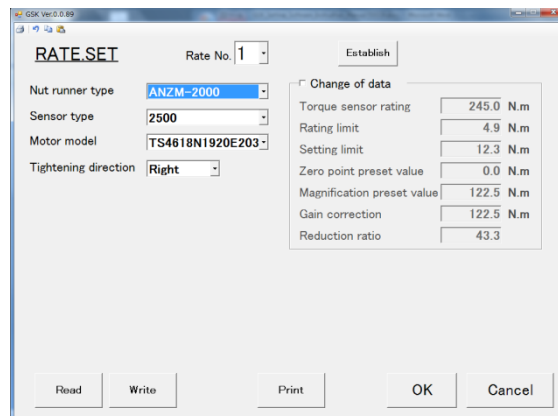 GSK Ver.0.0.89
RATE.SET
Rate No. 1
Establish
Nut runner type ANZM-2000
Sensor type 2500
Motor model TS4618N1920E203
Tightening direction Right
Change of data
Torque sensor rating 245.0 N.m
Rating limit 4.9 N.m
Setting limit 12.3 N.m
Zero point preset value 0.0 N.m
Magnification preset value 122.5 N.m
Gain correction 122.5 N.m
Reduction ratio 43.3
Read Write Print OK Cancel